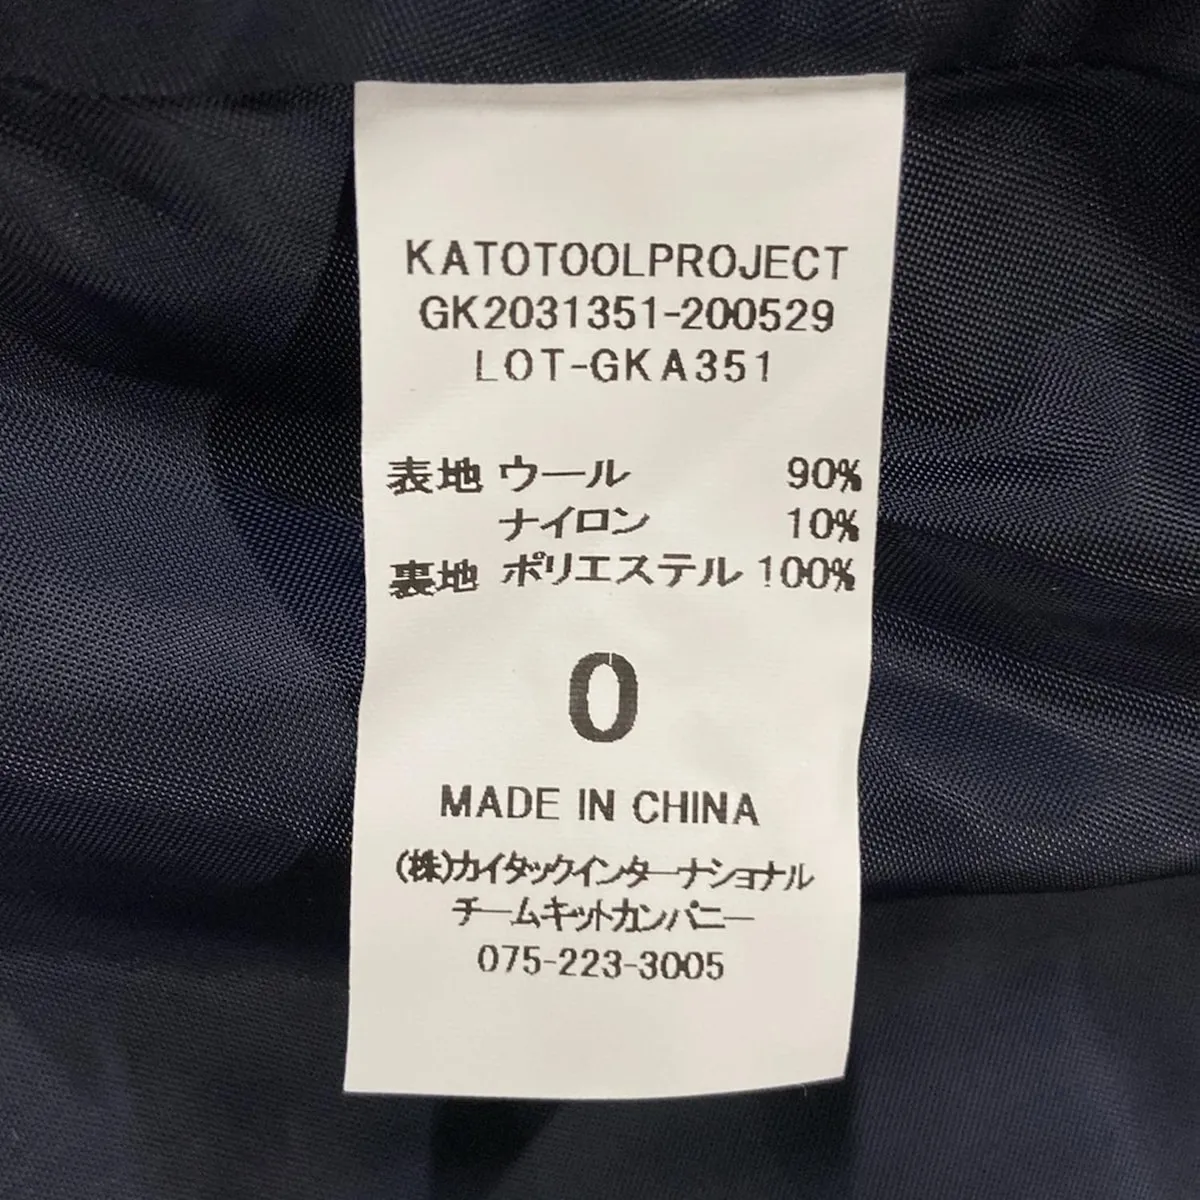 KATOTOOLPROJECT
GK2031351-200529
LOT-GKA351
表地 ウール 90%
ナイロン 10%
裏地 ポリエステル 100%
0
MADE IN CHINA
(株)カイタックインターナショナル
チームキットカンパニー
075-223-3005